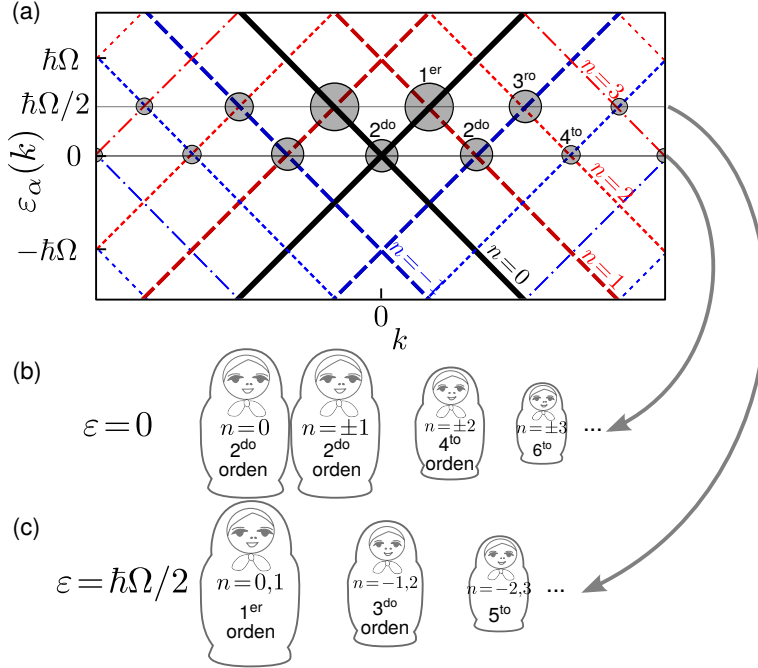 (a)
ħΩ
ħΩ/2
0
−ħΩ
ε_α(k)
1^er
3^ro
n=3
2^do
2^do
4^to
n=2
n=−
n=0
n=1
0
k
(b)
ε=0
n=0
2^do
orden
n=±1
2^do
orden
n=±2
4^to
orden
n=±3
6^to
...
(c)
ε=ħΩ/2
n=0,1
1^er
orden
n=−1,2
3^do
orden
n=−2,3
5^to
...